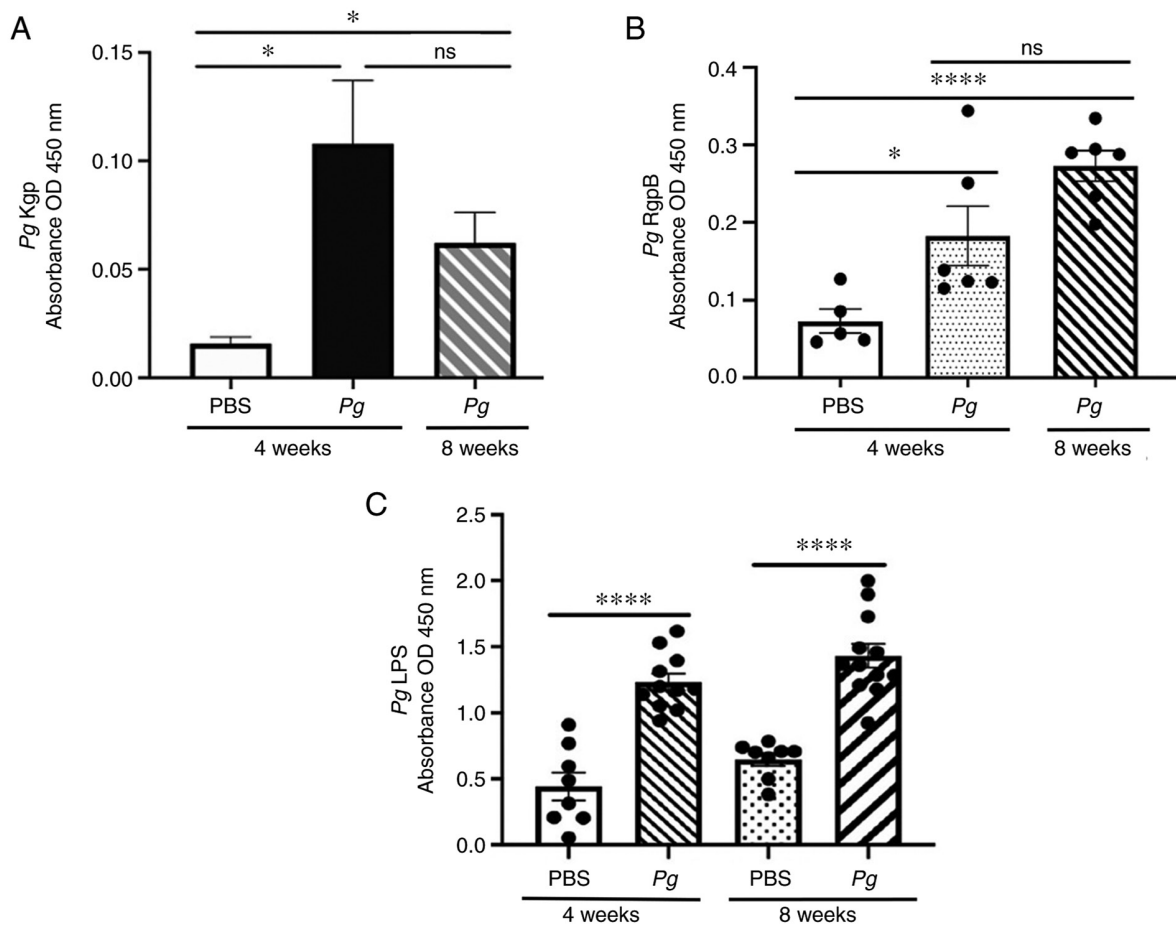 A
*
*
ns
0.15
0.10
0.05
0.00
Pg Kgp
Absorbance OD 450 nm
PBS
Pg
Pg
4 weeks
8 weeks
B
ns
****
*
0.4
0.3
0.2
0.1
0.0
Pg RgpB
Absorbance OD 450 nm
PBS
Pg
Pg
4 weeks
8 weeks
C
****
****
2.5
2.0
1.5
1.0
0.5
0.0
Pg LPS
Absorbance OD 450 nm
PBS
Pg
PBS
Pg
4 weeks
8 weeks